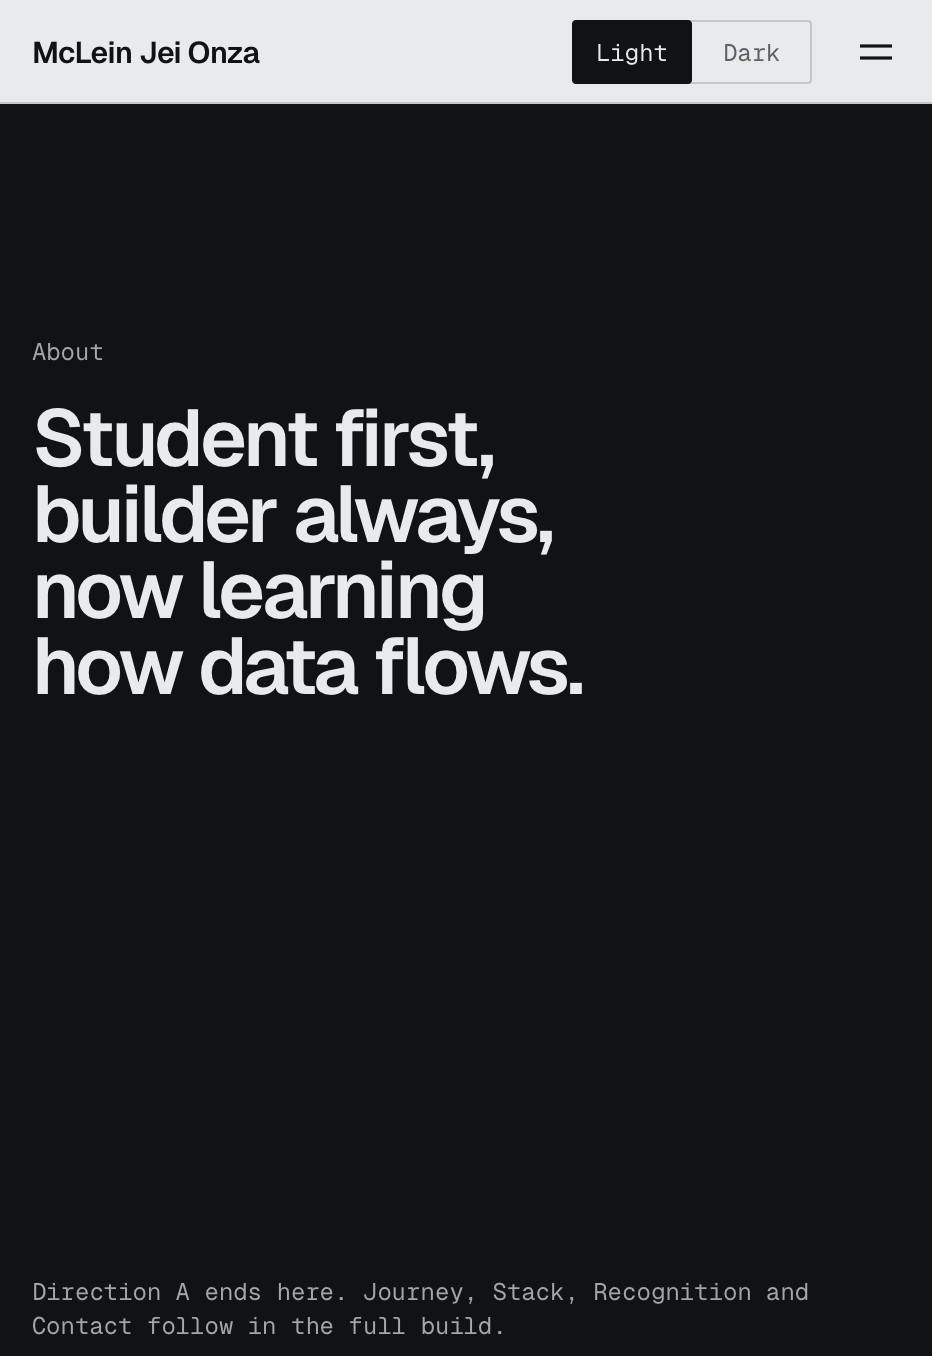 McLein Jei Onza
Light
Dark
About
Student first,
builder always,
now learning
how data flows.
Direction A ends here. Journey, Stack, Recognition and
Contact follow in the full build.